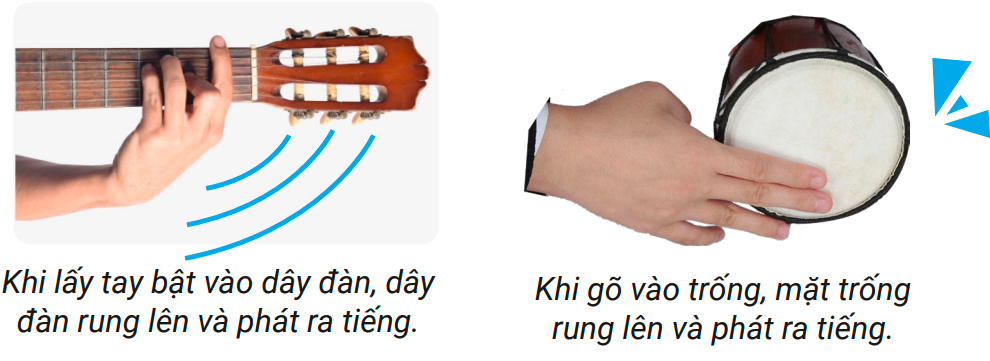 Khi lấy tay bật vào dây đàn, dây
đàn rung lên và phát ra tiếng.
Khi gõ vào trống, mặt trống
rung lên và phát ra tiếng.